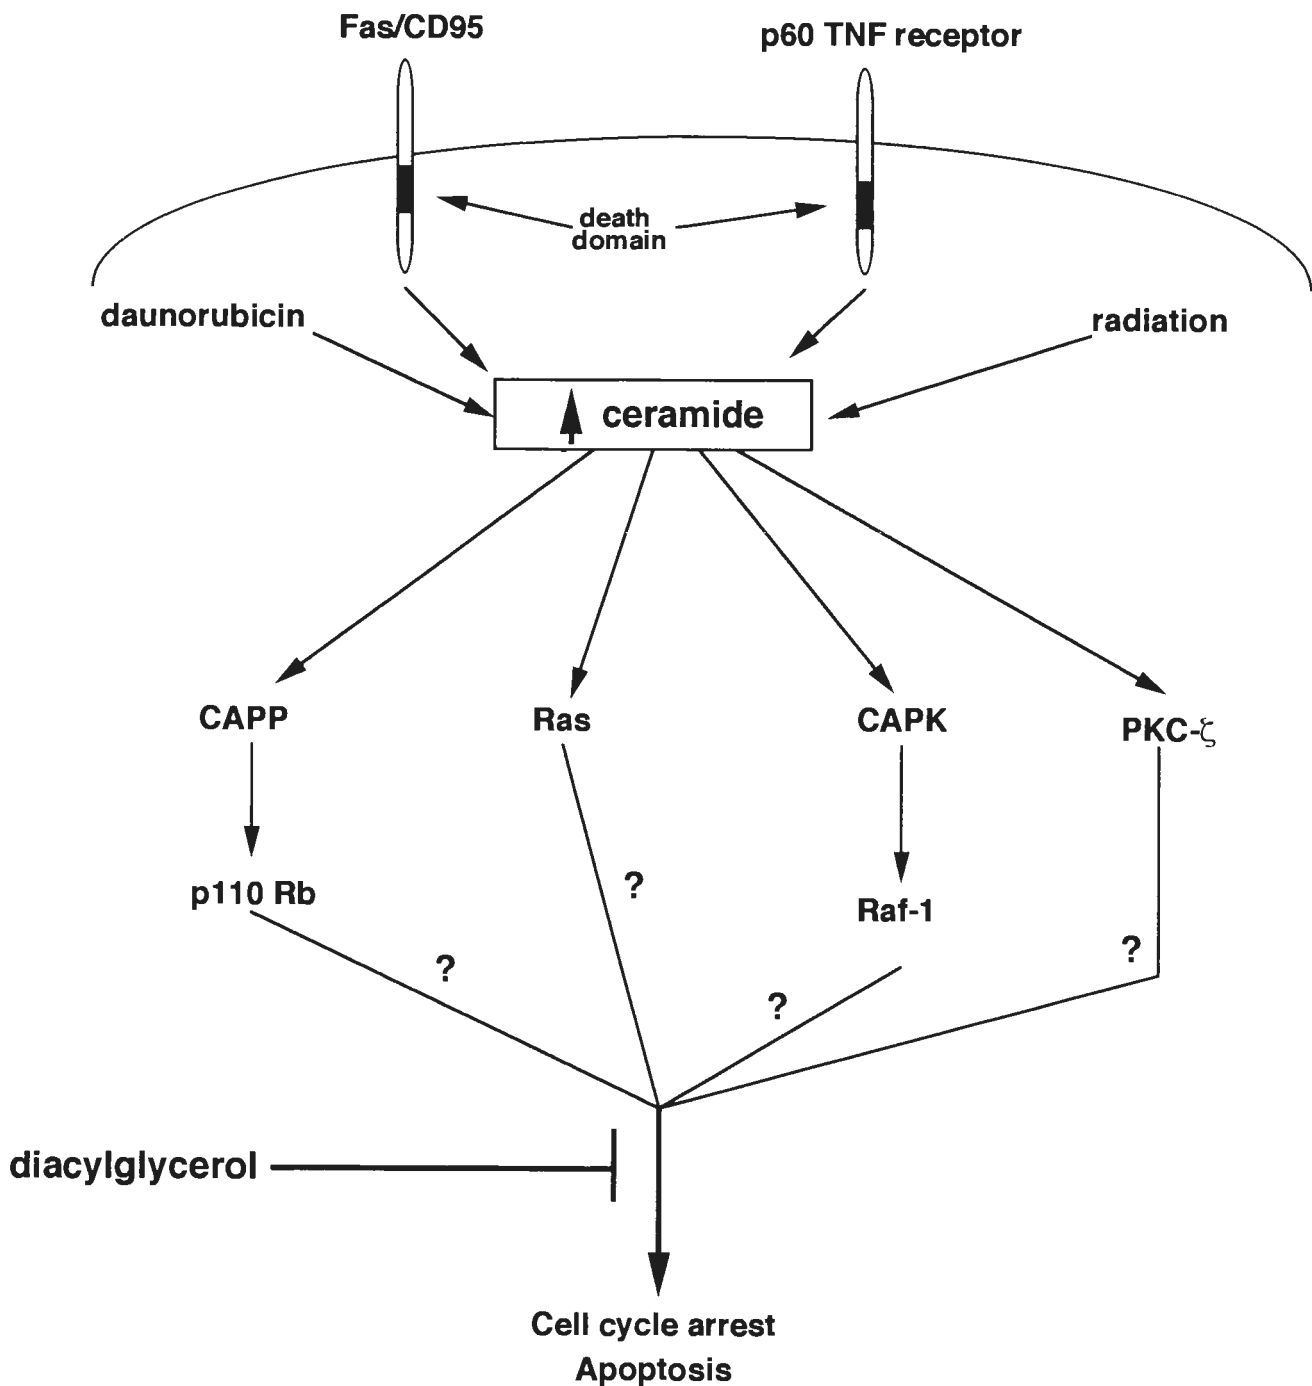 Fas/CD95
p60 TNF receptor
death
domain
daunorubicin
radiation
ceramide
CAPP
Ras
CAPK
PKC-ζ
p110 Rb
?
Raf-1
?
?
?
diacylglycerol
Cell cycle arrest
Apoptosis